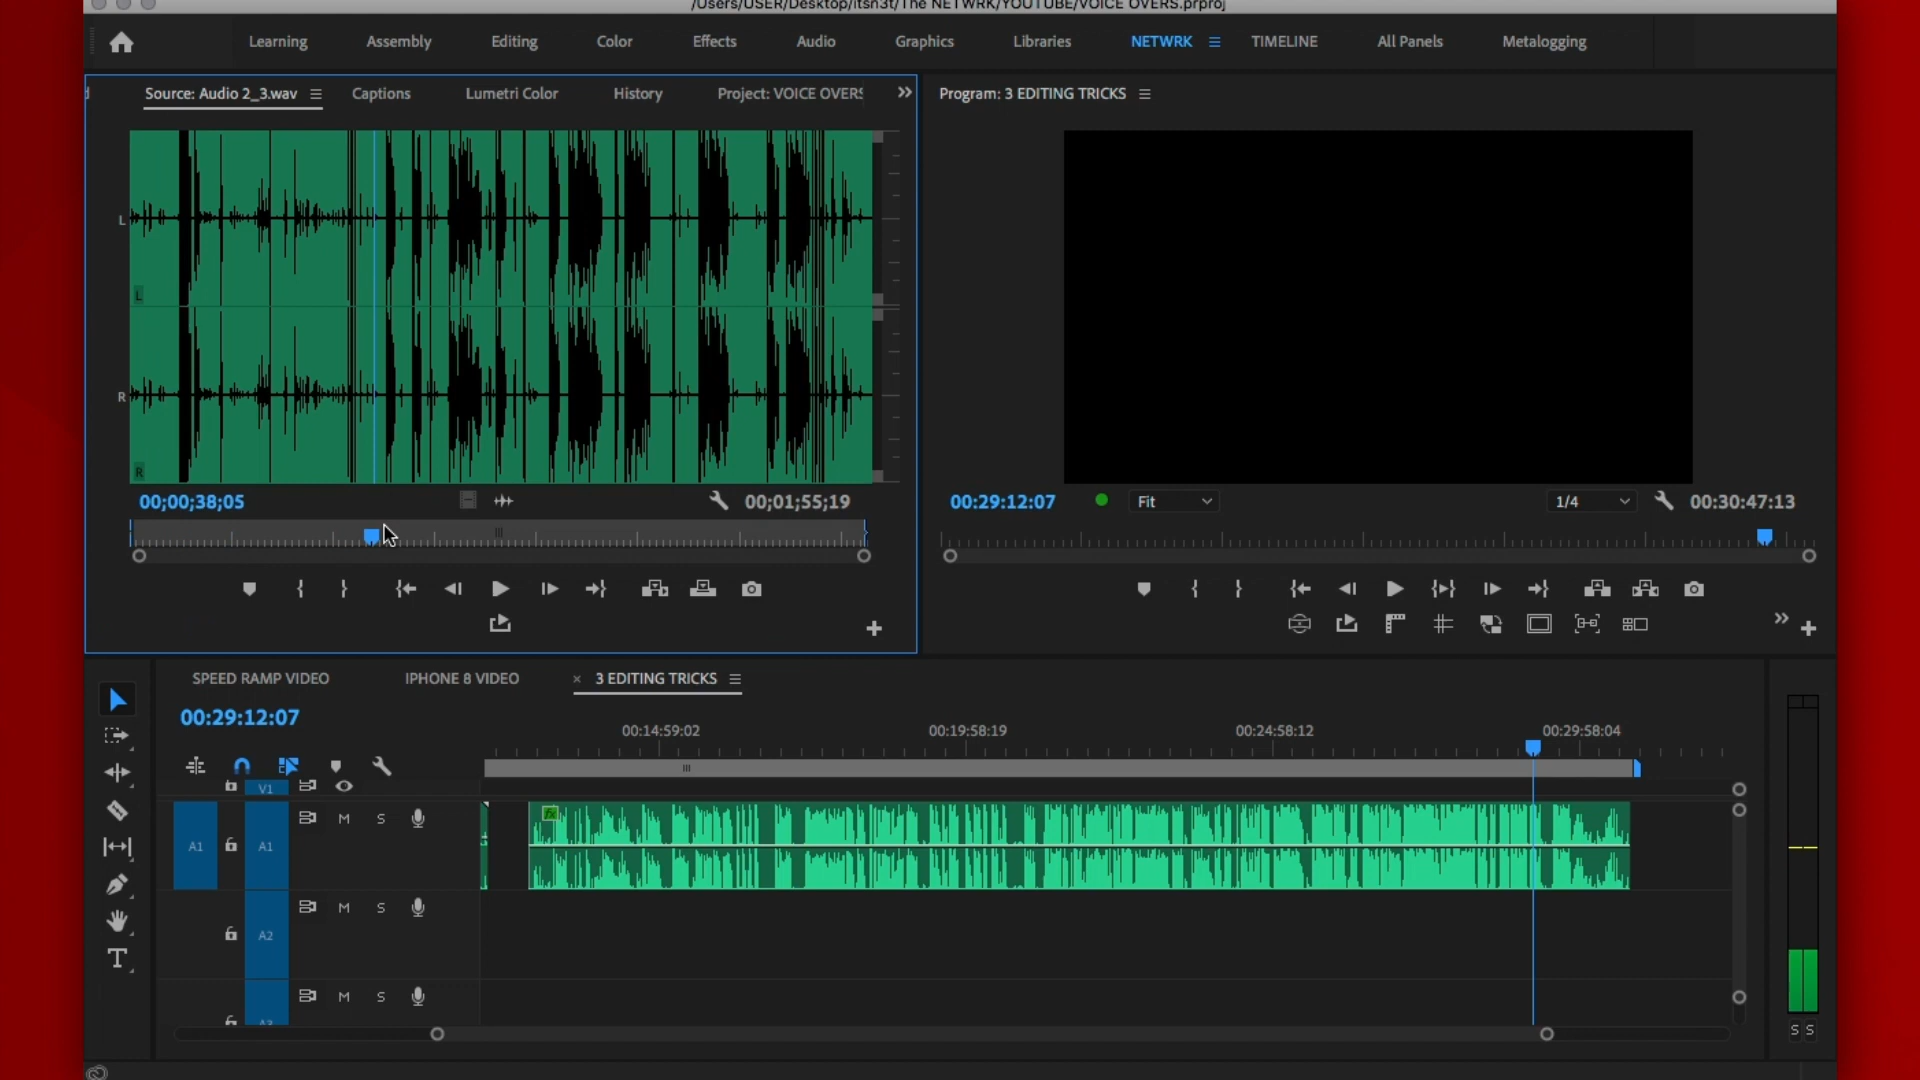 /Users/USER/Desktop/itsn3t/The NETWRK/YOUTUBE/VOICE OVERS.prproj
Learning Assembly Editing Color Effects Audio Graphics Libraries NETWRK TIMELINE All Panels Metalogging
Source: Audio 2_3.wav Captions Lumetri Color History Project: VOICE OVERS
Program: 3 EDITING TRICKS
L
L
R
R
00;00;38;05 00;01;55;19
00:29:12:07 Fit 1/4 00:30:47:13
SPEED RAMP VIDEO IPHONE 8 VIDEO × 3 EDITING TRICKS
00:29:12:07
00:14:59:02 00:19:58:19 00:24:58:12 00:29:58:04
V1
fx
M S
A1 A1
M S
A2
M S
A3
S S
T